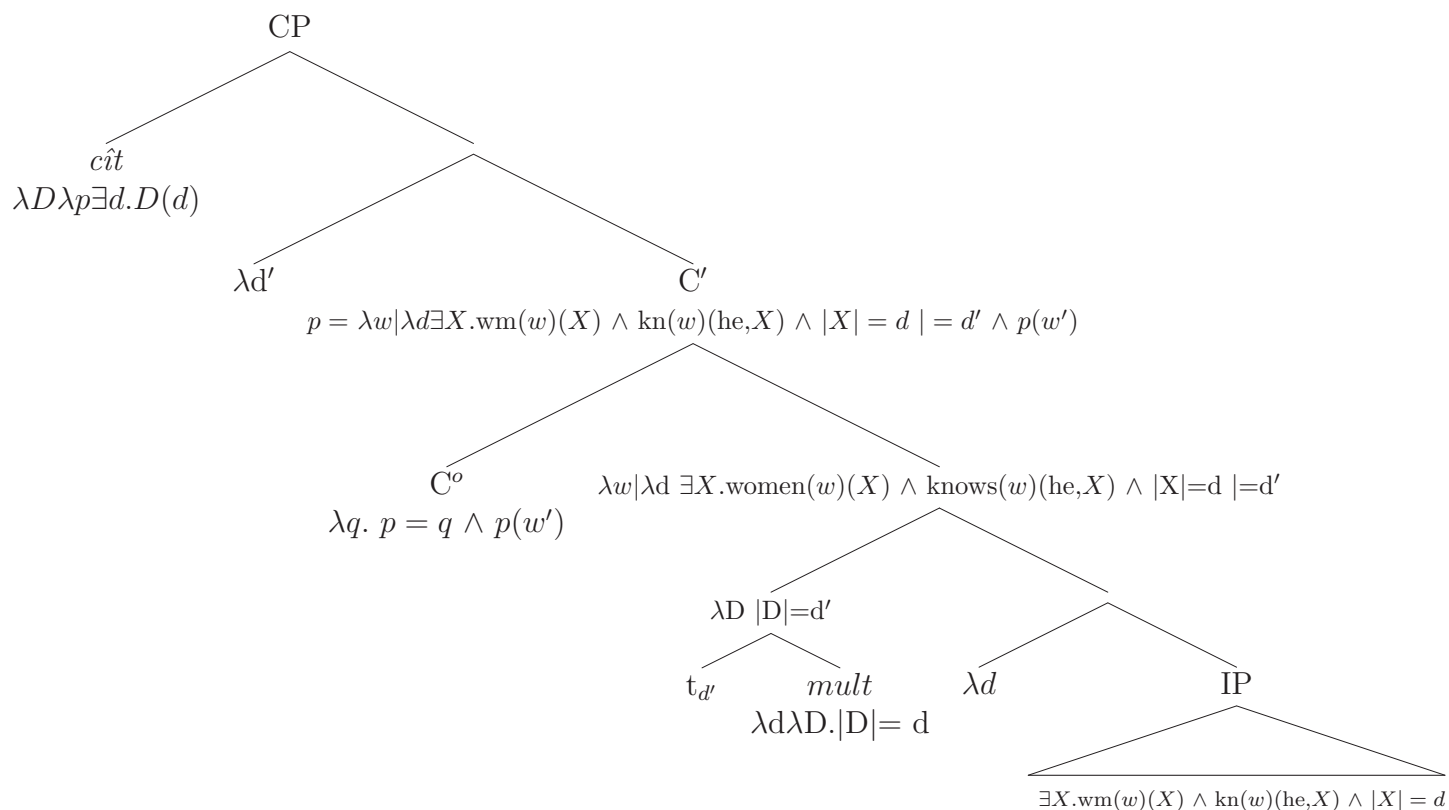 CP
cît
λDλp∃d.D(d)
λd′
C′
p = λw|λd∃X.wm(w)(X) ∧ kn(w)(he,X) ∧ |X| = d | = d′ ∧ p(w′)
Cᵒ
λq. p = q ∧ p(w′)
λw|λd ∃X.women(w)(X) ∧ knows(w)(he,X) ∧ |X|=d |=d′
λD |D|=d′
t_d′
mult
λdλD.|D|= d
λd
IP
∃X.wm(w)(X) ∧ kn(w)(he,X) ∧ |X| = d